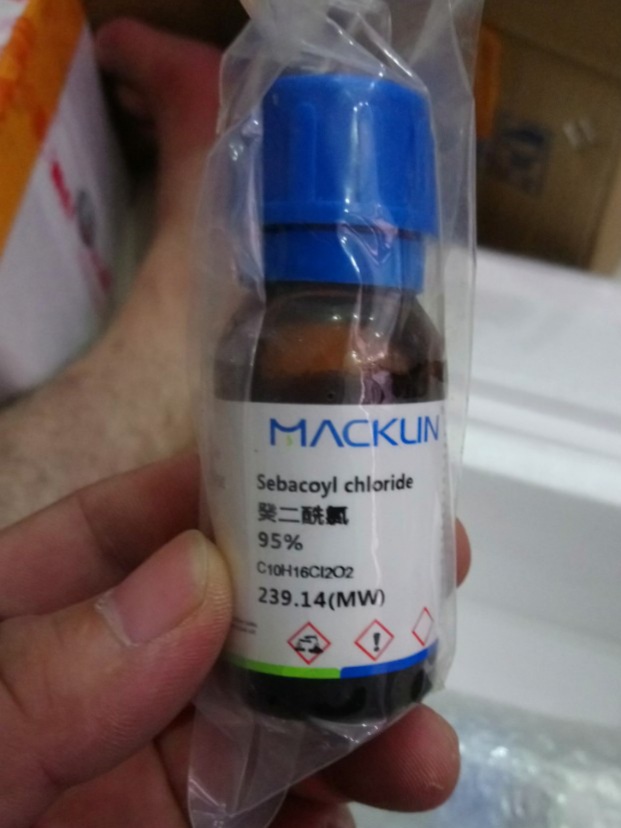 MACKLIN
Sebacoyl chloride
癸二酰氯
95%
C10H16Cl2O2
239.14(MW)